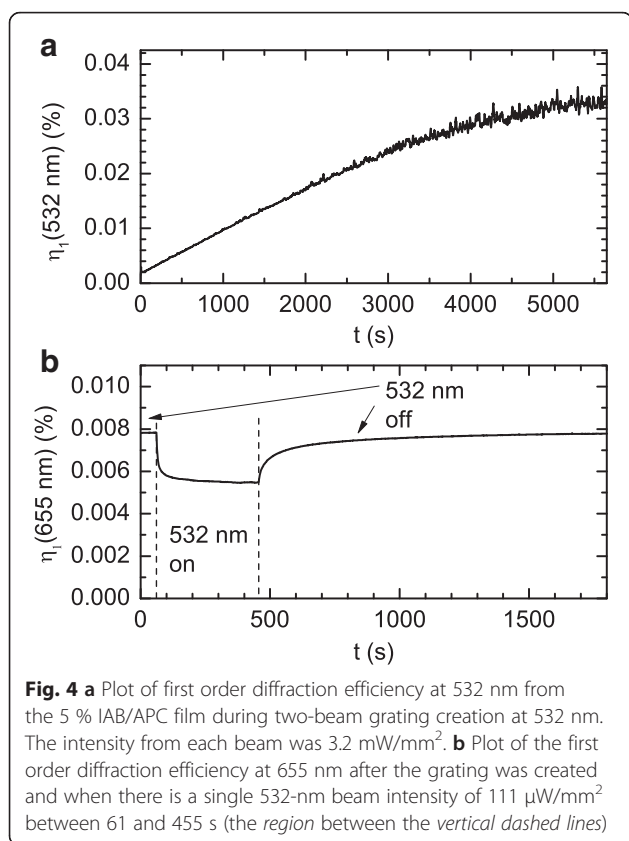 a
0.04
0.03
0.02
0.01
0.00
η₁(532 nm) (%)
0 1000 2000 3000 4000 5000
t (s)
b
0.010
0.008
0.006
0.004
0.002
0.000
η₁(655 nm) (%)
532 nm
off
532 nm
on
0 500 1000 1500
t (s)
Fig. 4 a Plot of first order diffraction efficiency at 532 nm from
the 5 % IAB/APC film during two-beam grating creation at 532 nm.
The intensity from each beam was 3.2 mW/mm². b Plot of the first
order diffraction efficiency at 655 nm after the grating was created
and when there is a single 532-nm beam intensity of 111 μW/mm²
between 61 and 455 s (the region between the vertical dashed lines)